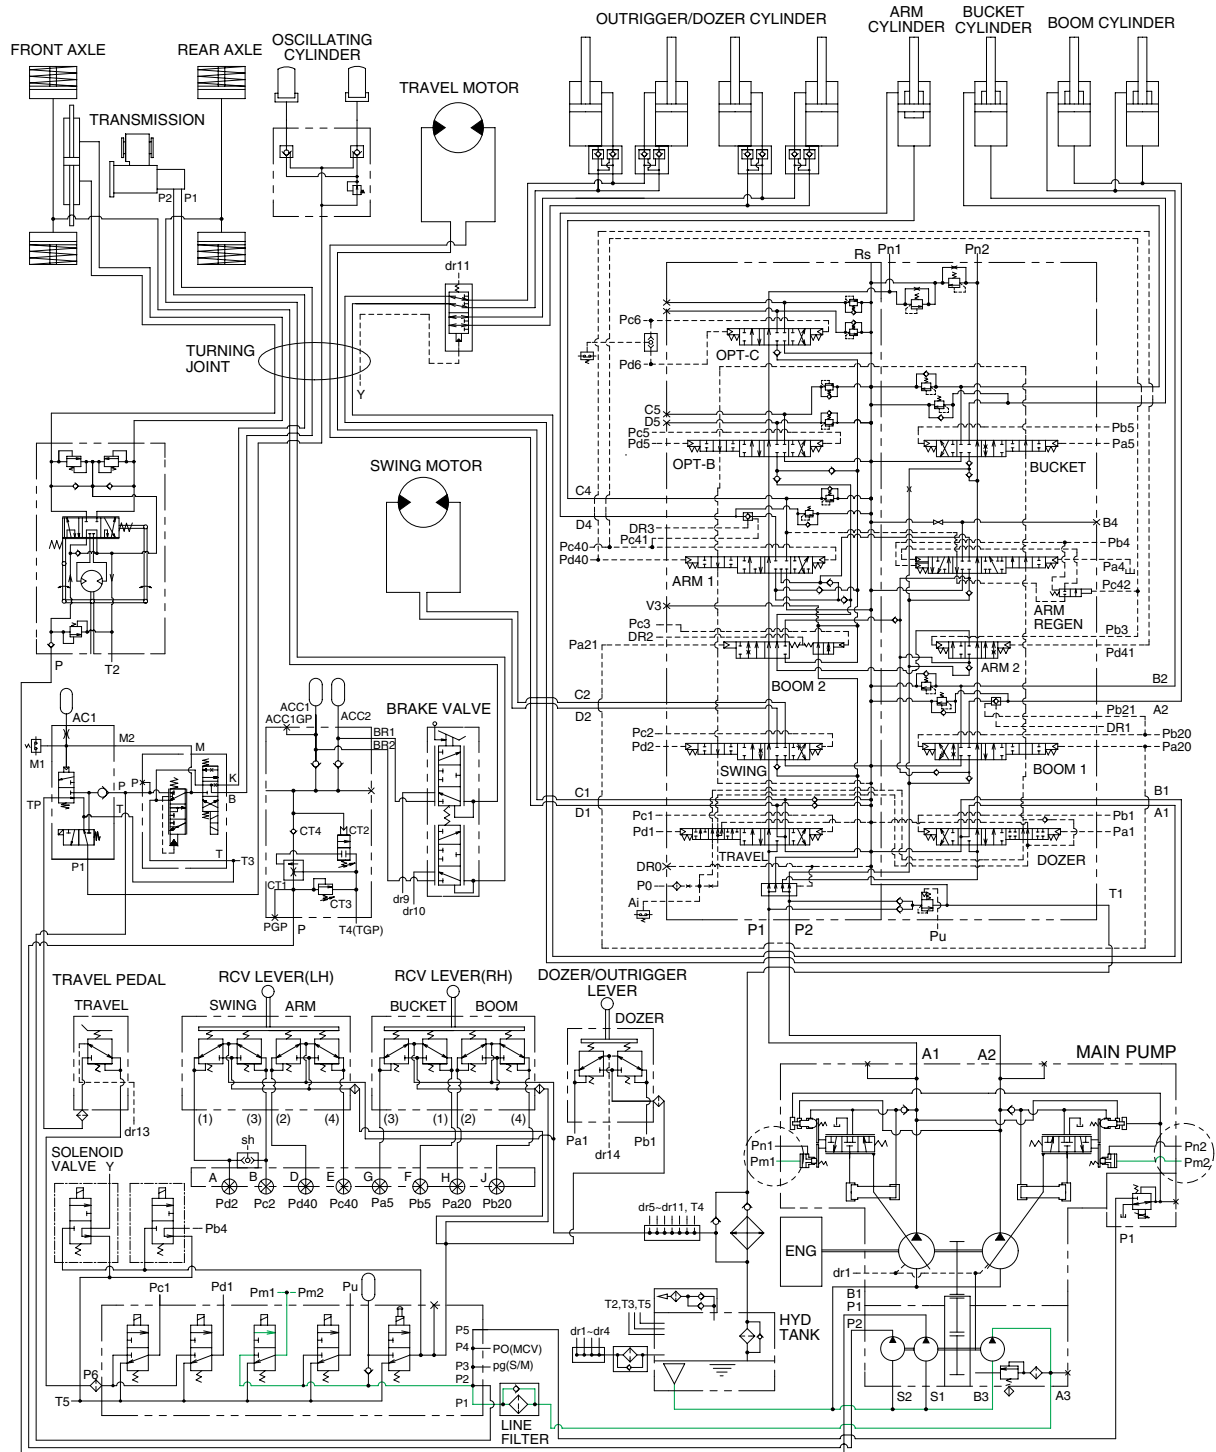 OUTRIGGER/DOZER CYLINDER
ARM CYLINDER
BUCKET CYLINDER
BOOM CYLINDER
FRONT AXLE
REAR AXLE
OSCILLATING CYLINDER
TRAVEL MOTOR
TRANSMISSION
P2 P1
dr11
TURNING JOINT
Y
Rs
Pn1
Pn2
Pc6
OPT-C
Pd6
C5
D5
Pc5
Pd5
OPT-B
Pb5
Pa5
BUCKET
SWING MOTOR
C4
D4
DR3
Pc41
Pc40
Pd40
ARM 1
B4
Pb4
Pa4
Pc42
ARM REGEN
V3
Pc3
DR2
Pa21
BOOM 2
Pb3
Pd41
ARM 2
B2
A2
Pb21
DR1
Pb20
Pa20
BOOM 1
C2
D2
Pc2
Pd2
SWING
C1
D1
Pc1
Pd1
TRAVEL
B1
A1
Pb1
Pa1
DOZER
DR0
P0
Ai
P1 P2
Pu
T1
P
T2
AC1
M2
M
M1
P
P
K
B
TP
T
T
T3
P1
ACC1
ACC1GP
ACC2
BR1
BR2
BRAKE VALVE
CT4
CT2
CT1
CT3
PGP
P
T4(TGP)
dr9
dr10
TRAVEL PEDAL
TRAVEL
dr13
RCV LEVER(LH)
SWING ARM
(1) (3) (2) (4)
RCV LEVER(RH)
BUCKET BOOM
(3) (1) (2) (4)
DOZER/OUTRIGGER LEVER
DOZER
Pa1
Pb1
dr14
sh
A B D E G F H J
Pd2 Pc2 Pd40 Pc40 Pa5 Pb5 Pa20 Pb20
SOLENOID VALVE
Y
Pb4
Pc1
Pd1
Pm1
Pm2
Pu
P6
T5
P5
P4
PO(MCV)
P3
pg(S/M)
P2
P1
LINE FILTER
dr5~dr11, T4
T2,T3,T5
dr1~dr4
HYD TANK
ENG
A1
A2
MAIN PUMP
Pn1
Pm1
Pn2
Pm2
P1
dr1
B1
P1
P2
S2
S1
B3
A3